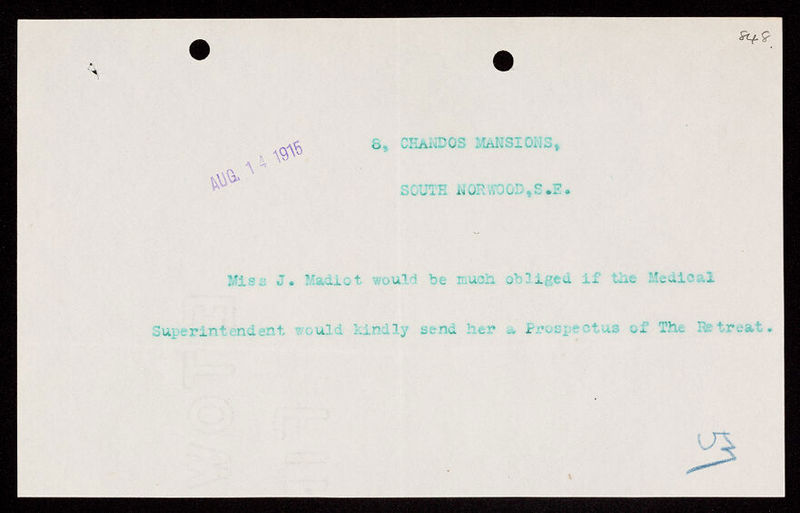 848.
AUG. 14 1915
8, CHANDOS MANSIONS,
SOUTH NORWOOD,S.E.
Miss J. Madiot would be much obliged if the Medical
Superintendent would kindly send her a Prospectus of The Retreat.